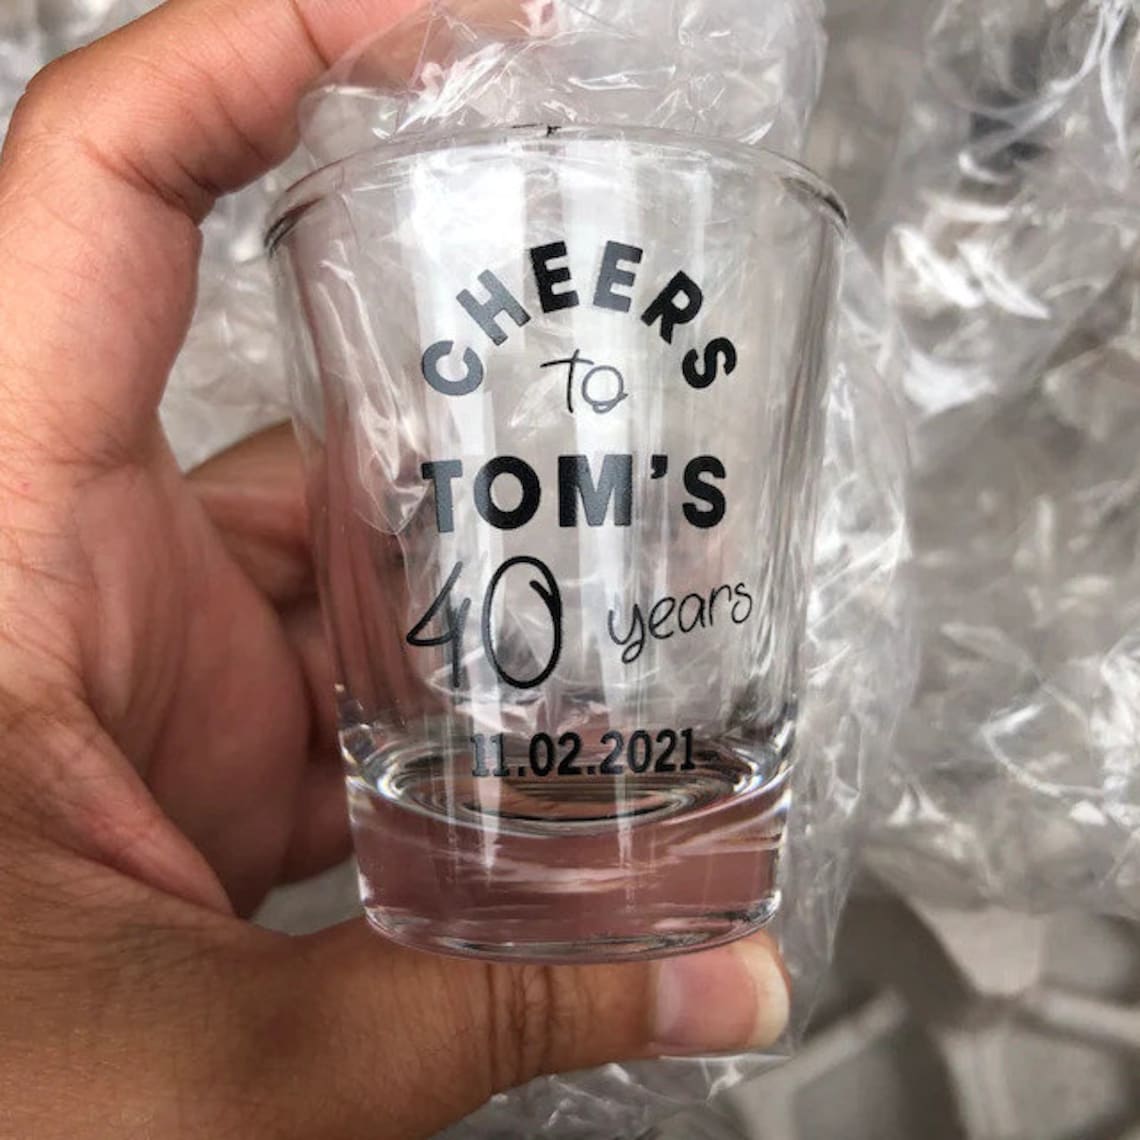 CHEERS
to
TOM'S
40 years
11.02.2021